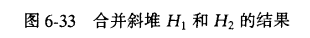 图 6-33 合并斜堆 H₁ 和 H₂ 的结果